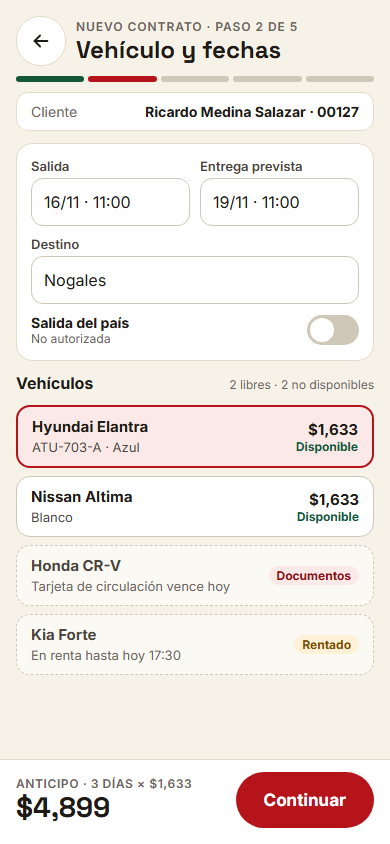 NUEVO CONTRATO · PASO 2 DE 5
Vehículo y fechas
Cliente
Ricardo Medina Salazar · 00127
Salida
Entrega prevista
16/11 · 11:00
19/11 · 11:00
Destino
Nogales
Salida del país
No autorizada
Vehículos
2 libres · 2 no disponibles
Hyundai Elantra
$1,633
ATU-703-A · Azul
Disponible
Nissan Altima
$1,633
Blanco
Disponible
Honda CR-V
Documentos
Tarjeta de circulación vence hoy
Kia Forte
Rentado
En renta hasta hoy 17:30
ANTICIPO · 3 DÍAS × $1,633
$4,899
Continuar